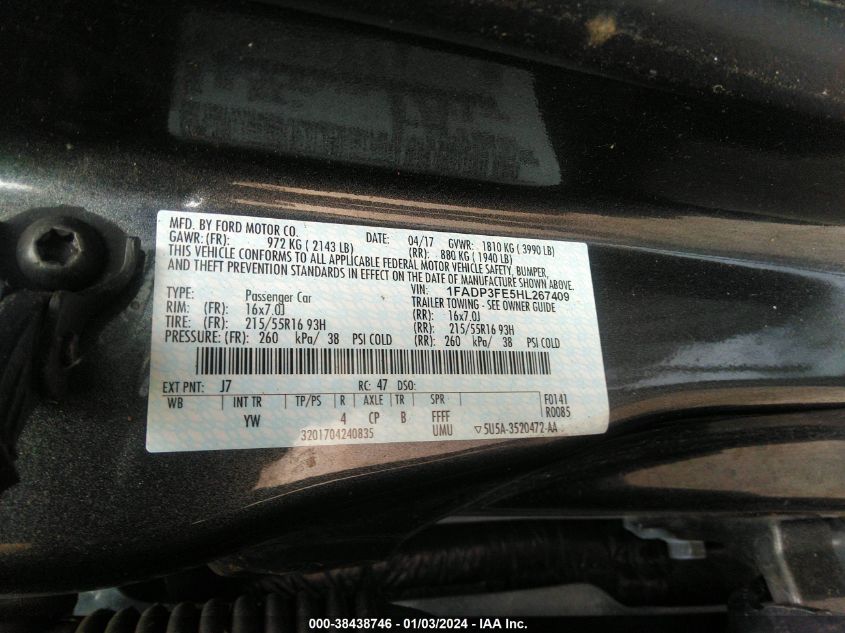 MFD. BY FORD MOTOR CO. DATE: 04/17 GVWR: 1810 KG ( 3990 LB)
GAWR: (FR): 972 KG ( 2143 LB) (RR): 880 KG ( 1940 LB)
THIS VEHICLE CONFORMS TO ALL APPLICABLE FEDERAL MOTOR VEHICLE SAFETY, BUMPER,
AND THEFT PREVENTION STANDARDS IN EFFECT ON THE DATE OF MANUFACTURE SHOWN ABOVE.
VIN: 1FADP3FE5HL267409
TYPE: Passenger Car TRAILER TOWING - SEE OWNER GUIDE
RIM: (FR): 16x7.0J (RR): 16x7.0J
TIRE: (FR): 215/55R16 93H (RR): 215/55R16 93H
PRESSURE: (FR): 260 kPa/ 38 PSI COLD (RR): 260 kPa/ 38 PSI COLD
EXT PNT: J7 RC: 47 DSO: F0141
WB INT TR TP/PS R AXLE TR SPR R0085
YW 4 CP B FFFF
3201704240835 UMU ▽5U5A-3520472-AA
000-38438746 - 01/03/2024 - IAA Inc.